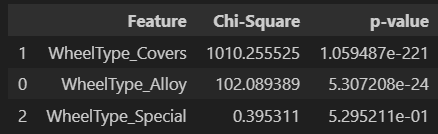 Feature Chi-Square p-value
1 WheelType_Covers 1010.255525 1.059487e-221
0 WheelType_Alloy 102.089389 5.307208e-24
2 WheelType_Special 0.395311 5.295211e-01